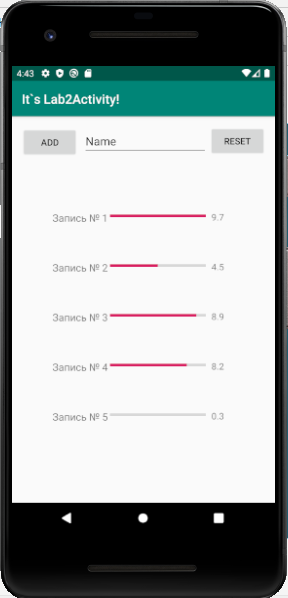 4:43
It`s Lab2Activity!
ADD Name RESET
Запись № 1 9.7
Запись № 2 4.5
Запись № 3 8.9
Запись № 4 8.2
Запись № 5 0.3